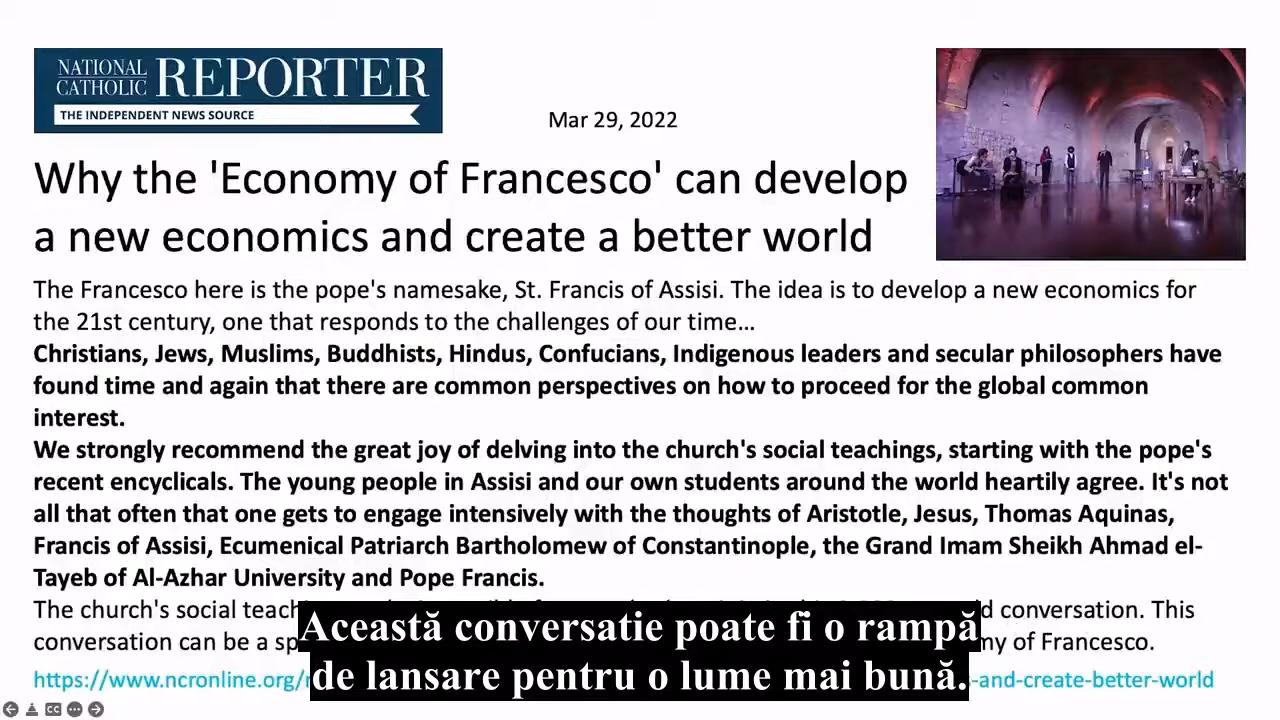 NATIONAL CATHOLIC REPORTER
THE INDEPENDENT NEWS SOURCE
Mar 29, 2022
Why the 'Economy of Francesco' can develop
a new economics and create a better world
The Francesco here is the pope's namesake, St. Francis of Assisi. The idea is to develop a new economics for
the 21st century, one that responds to the challenges of our time…
Christians, Jews, Muslims, Buddhists, Hindus, Confucians, Indigenous leaders and secular philosophers have
found time and again that there are common perspectives on how to proceed for the global common
interest.
We strongly recommend the great joy of delving into the church's social teachings, starting with the pope's
recent encyclicals. The young people in Assisi and our own students around the world heartily agree. It's not
all that often that one gets to engage intensively with the thoughts of Aristotle, Jesus, Thomas Aquinas,
Francis of Assisi, Ecumenical Patriarch Bartholomew of Constantinople, the Grand Imam Sheikh Ahmad el-
Tayeb of Al-Azhar University and Pope Francis.
The church's social conversation. This
conversation can be a of Francesco.
https://www.ncronline.org/ -and-create-better-world
Această conversatie poate fi o rampă
de lansare pentru o lume mai bună.